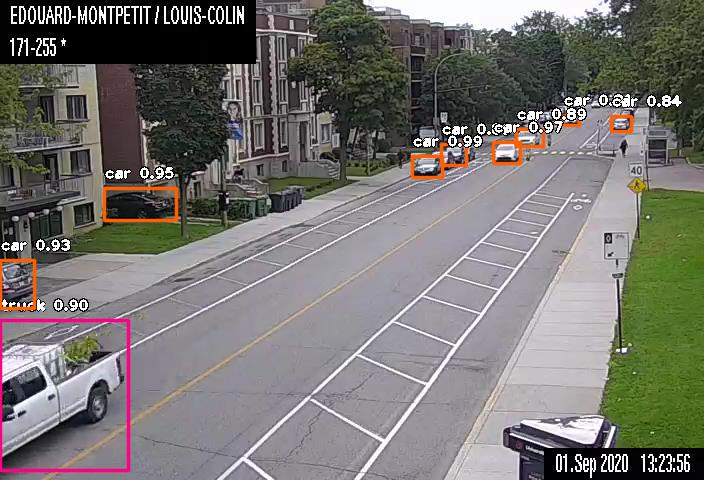 EDOUARD-MONTPETIT / LOUIS-COLIN
171-255 *
car 0.84
car 0.89
car 0.97
car 0.99
car 0.95
40
car 0.93
truck 0.90
01.Sep 2020 13:23:56